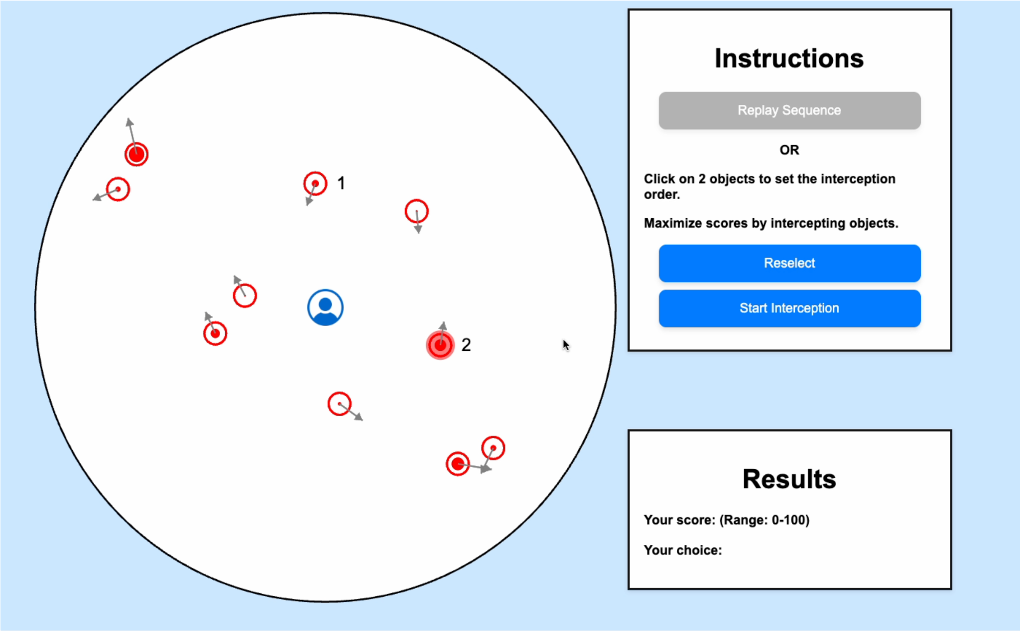 1
2
Instructions
Replay Sequence
OR
Click on 2 objects to set the interception
order.
Maximize scores by intercepting objects.
Reselect
Start Interception
Results
Your score: (Range: 0-100)
Your choice: